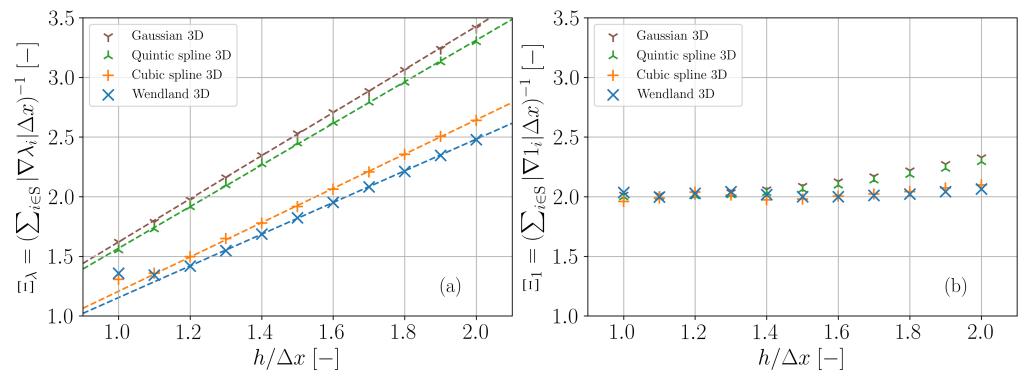 Ξ_λ = (∑_{i∈S} |∇λ_i|Δx)^{−1} [−]
3.5
3.0
2.5
2.0
1.5
1.0
Gaussian 3D
Quintic spline 3D
Cubic spline 3D
Wendland 3D
(a)
1.0 1.2 1.4 1.6 1.8 2.0
h/Δx [−]
Ξ_1 = (∑_{i∈S} |∇1_i|Δx)^{−1} [−]
3.5
3.0
2.5
2.0
1.5
1.0
Gaussian 3D
Quintic spline 3D
Cubic spline 3D
Wendland 3D
(b)
1.0 1.2 1.4 1.6 1.8 2.0
h/Δx [−]